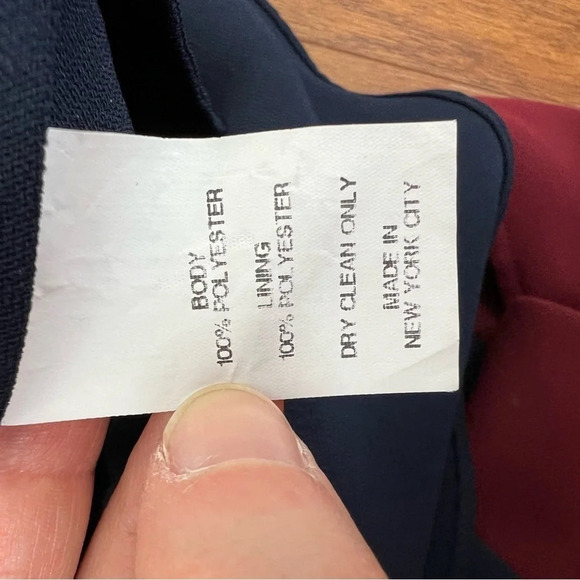 BODY
100% POLYESTER
LINING
100% POLYESTER
DRY CLEAN ONLY
MADE IN
NEW YORK CITY